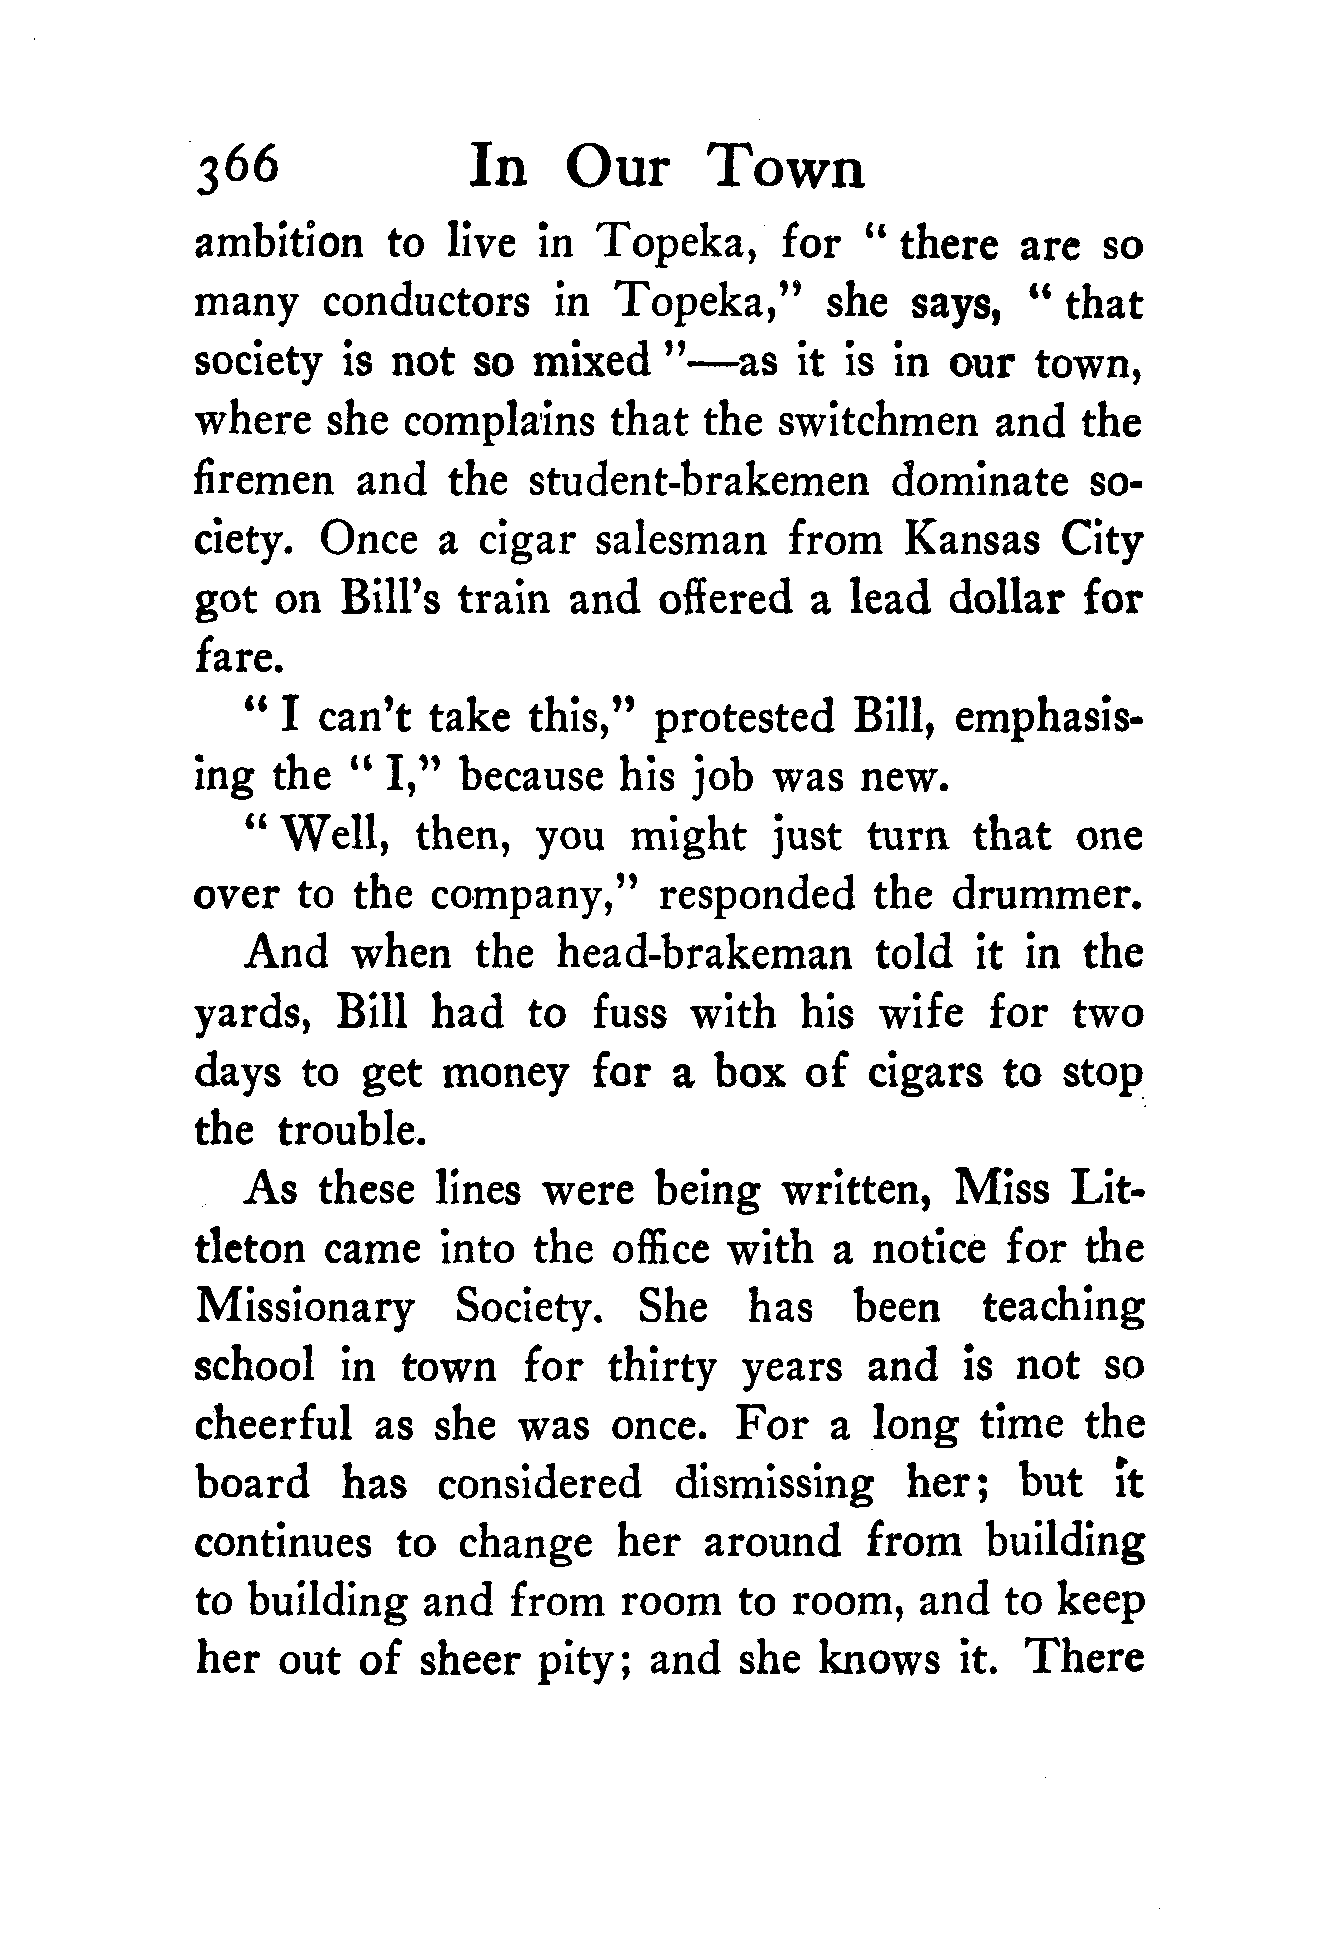 366 In Our Town
ambition to live in Topeka, for " there are so
many conductors in Topeka," she says, " that
society is not so mixed "—as it is in our town,
where she complains that the switchmen and the
firemen and the student-brakemen dominate so-
ciety. Once a cigar salesman from Kansas City
got on Bill's train and offered a lead dollar for
fare.
" I can't take this," protested Bill, emphasis-
ing the " I," because his job was new.
" Well, then, you might just turn that one
over to the company," responded the drummer.
And when the head-brakeman told it in the
yards, Bill had to fuss with his wife for two
days to get money for a box of cigars to stop
the trouble.
As these lines were being written, Miss Lit-
tleton came into the office with a notice for the
Missionary Society. She has been teaching
school in town for thirty years and is not so
cheerful as she was once. For a long time the
board has considered dismissing her; but it
continues to change her around from building
to building and from room to room, and to keep
her out of sheer pity; and she knows it. There